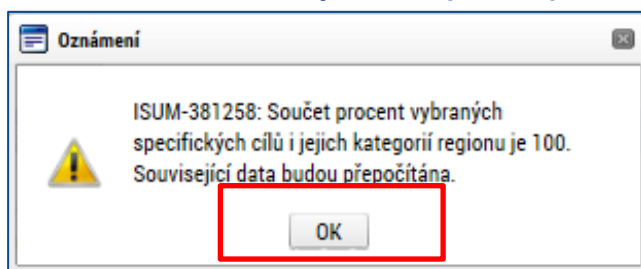 Oznámení
ISUM-381258: Součet procent vybraných
specifických cílů i jejich kategorií regionu je 100.
Související data budou přepočítána.
OK